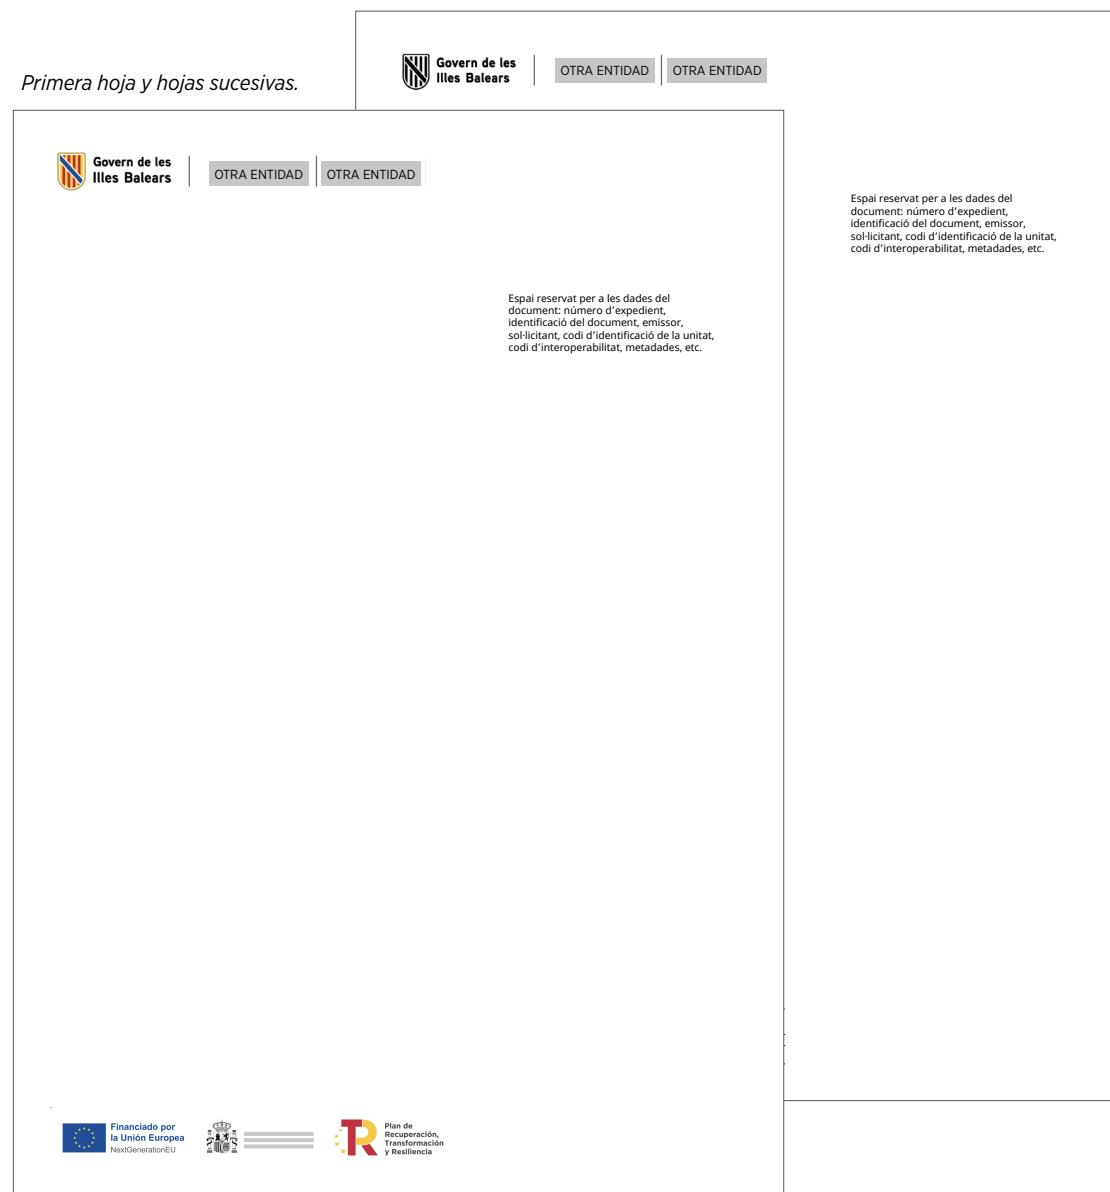 Primera hoja y hojas sucesivas.
Govern de les
Illes Balears
OTRA ENTIDAD
OTRA ENTIDAD
Espai reservat per a les dades del
document: número d'expedient,
identificació del document, emissor,
sol·licitant, codi d'identificació de la unitat,
codi d'interoperabilitat, metadades, etc.
Govern de les
Illes Balears
OTRA ENTIDAD
OTRA ENTIDAD
Espai reservat per a les dades del
document: número d'expedient,
identificació del document, emissor,
sol·licitant, codi d'identificació de la unitat,
codi d'interoperabilitat, metadades, etc.
Financiado por
la Unión Europea
NextGenerationEU
TR
Plan de
Recuperación,
Transformación
y Resiliencia